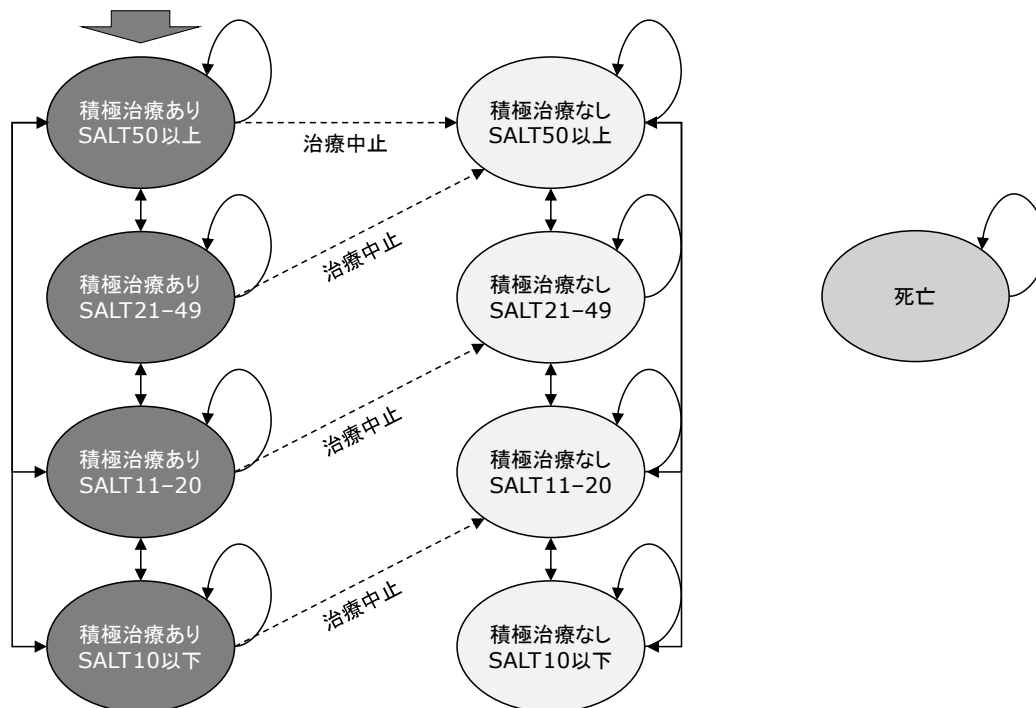 積極治療あり
SALT50以上
治療中止
積極治療なし
SALT50以上
積極治療あり
SALT21–49
治療中止
積極治療なし
SALT21–49
死亡
積極治療あり
SALT11–20
治療中止
積極治療なし
SALT11–20
積極治療あり
SALT10以下
治療中止
積極治療なし
SALT10以下